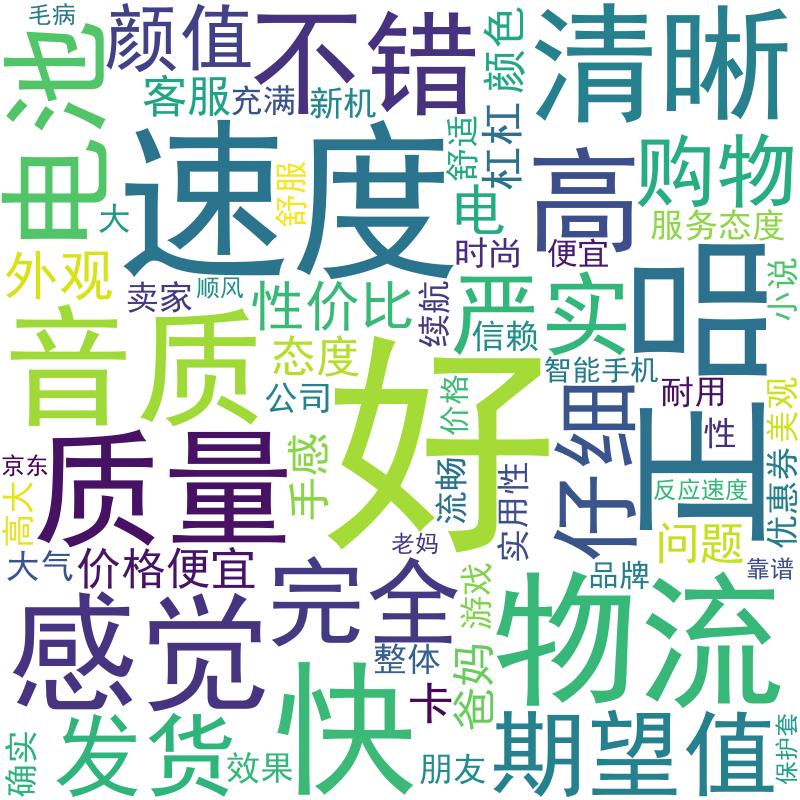 毛病
颜值
不错
颜色
清晰
电池
客服
充满
新机
速度
舒适
杠杠
高
购物
大
舒服
电
服务态度
外观
时尚
便宜
正品
小说
卖家
顺风
性价比
续航
严
实
音质
态度
信赖
好
智能手机
公司
价格
仔细
耐用
美观
质量
手感
性
京东
高大
流畅
实用性
反应速度
优惠券
大气
价格便宜
老妈
问题
完全
品牌
靠谱
感觉
游戏
物流
整体
爸妈
快
卡
确实
发货
效果
朋友
期望值
保护套